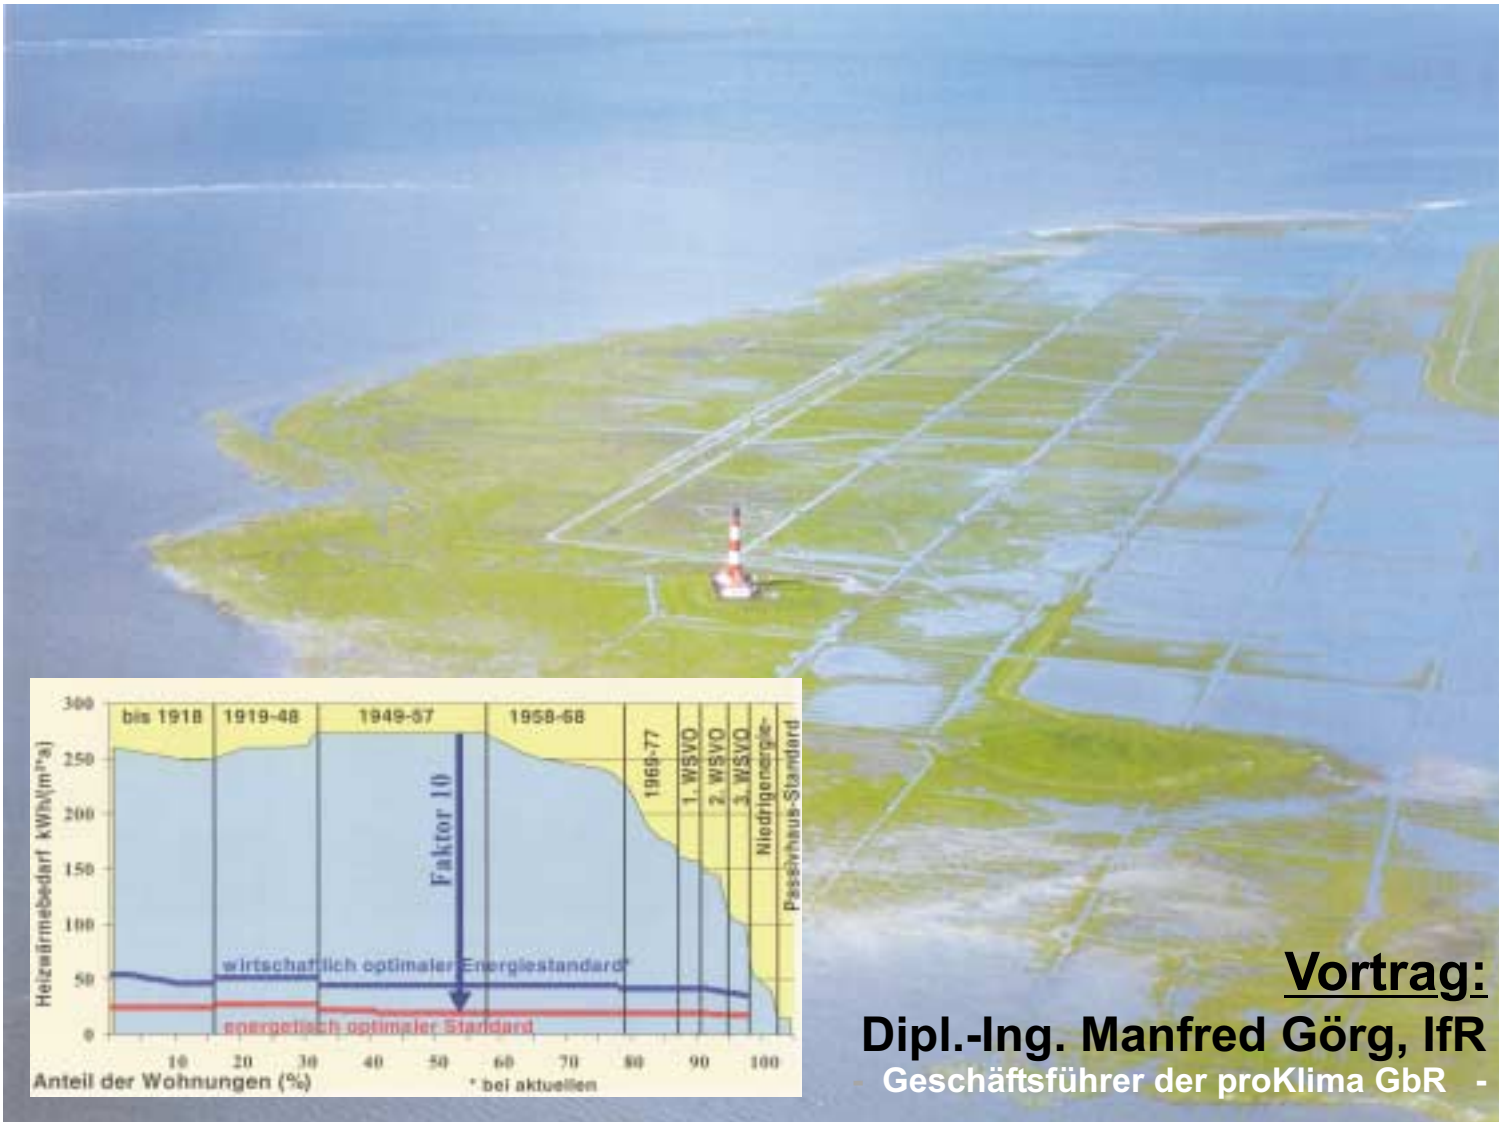 300
bis 1918 1919-48 1949-57 1958-68
1969-77
1. WSVO
2. WSVO
3. WSVO
Niedrigenergie-
Passivhaus-Standard
250
200
150
100
50
0
Heizwärmebedarf kWh/(m²*a)
Faktor 10
wirtschaftlich optimaler Energiestandard*
energetisch optimaler Standard
10 20 30 40 50 60 70 80 90 100
Anteil der Wohnungen (%)
* bei aktuellen
Vortrag:
Dipl.-Ing. Manfred Görg, IfR
- Geschäftsführer der proKlima GbR -